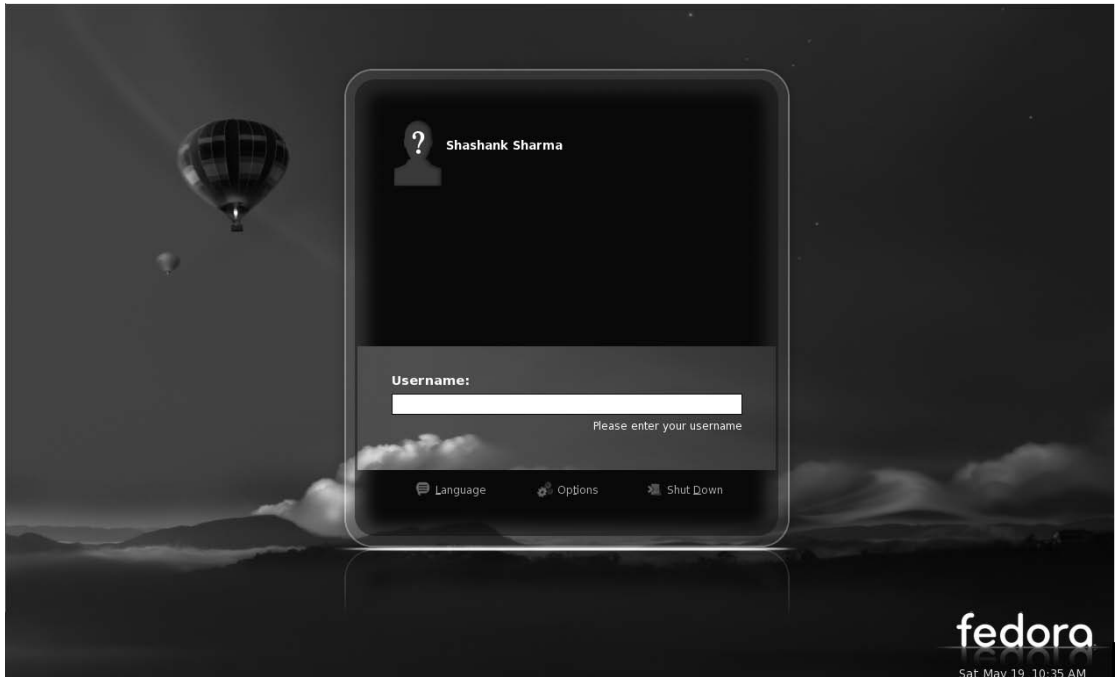 ?
Shashank Sharma
Username:
Please enter your username
Language
Options
Shut Down
fedora
Sat May 19, 10:35 AM